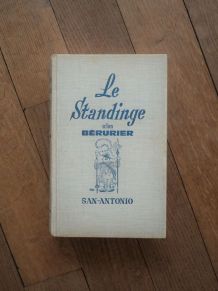 Le
Standinge
selon
BÉRURIER
SAN-ANTONIO